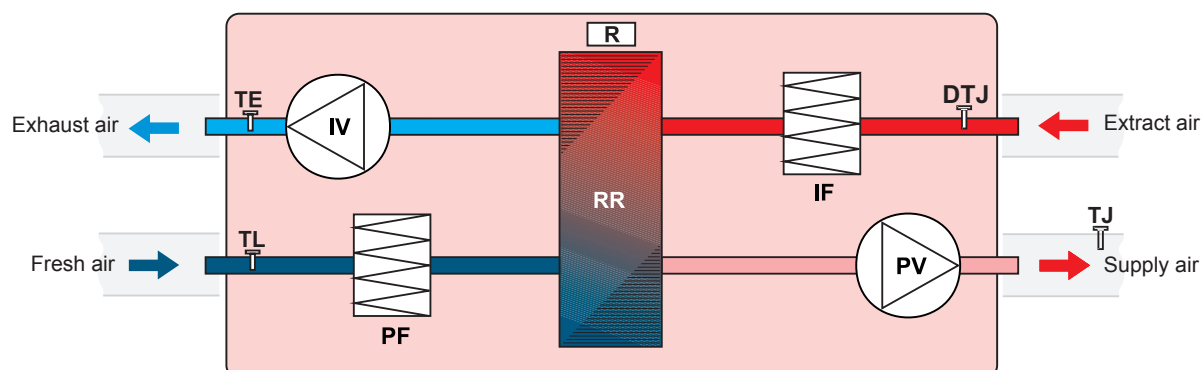 R
TE
IV
DTJ
Exhaust air
Extract air
IF
RR
TL
TJ
Fresh air
PV
Supply air
PF